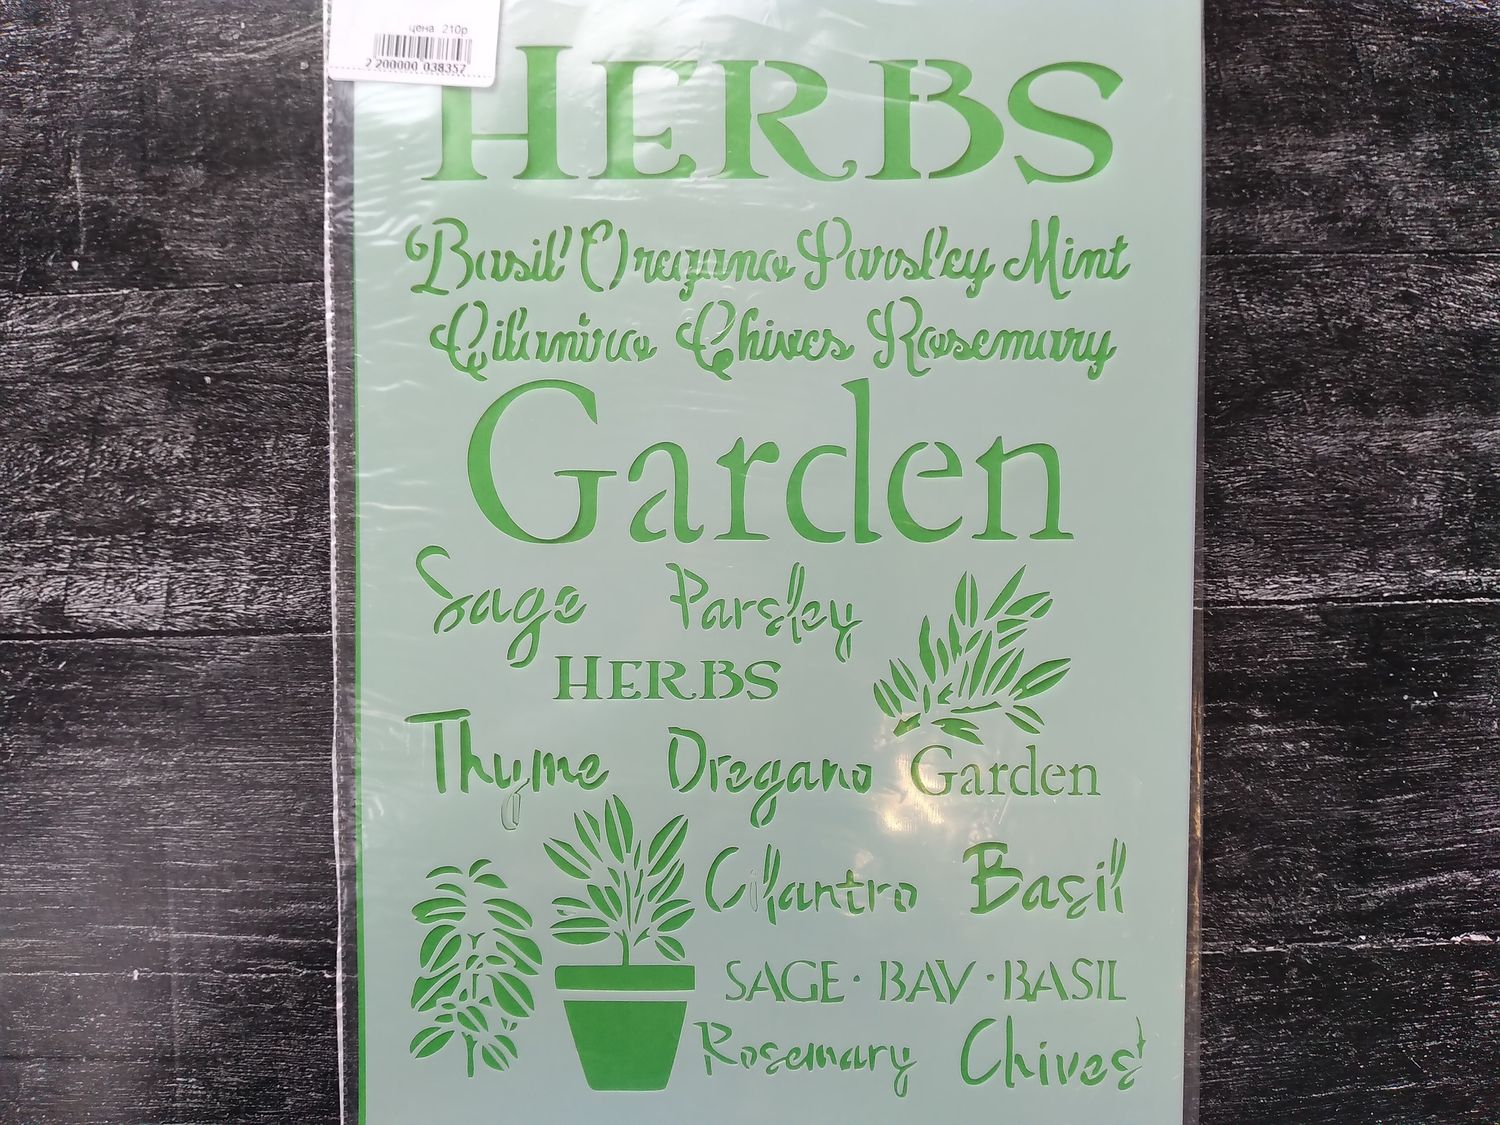 цена 210р
2 200000 038357
HERBS
Basil Oregano Parsley Mint
Cilantro Chives Rosemary
Garden
Sage Parsley
HERBS
Thyme Oregano Garden
Cilantro Basil
SAGE · BAY · BASIL
Rosemary Chives